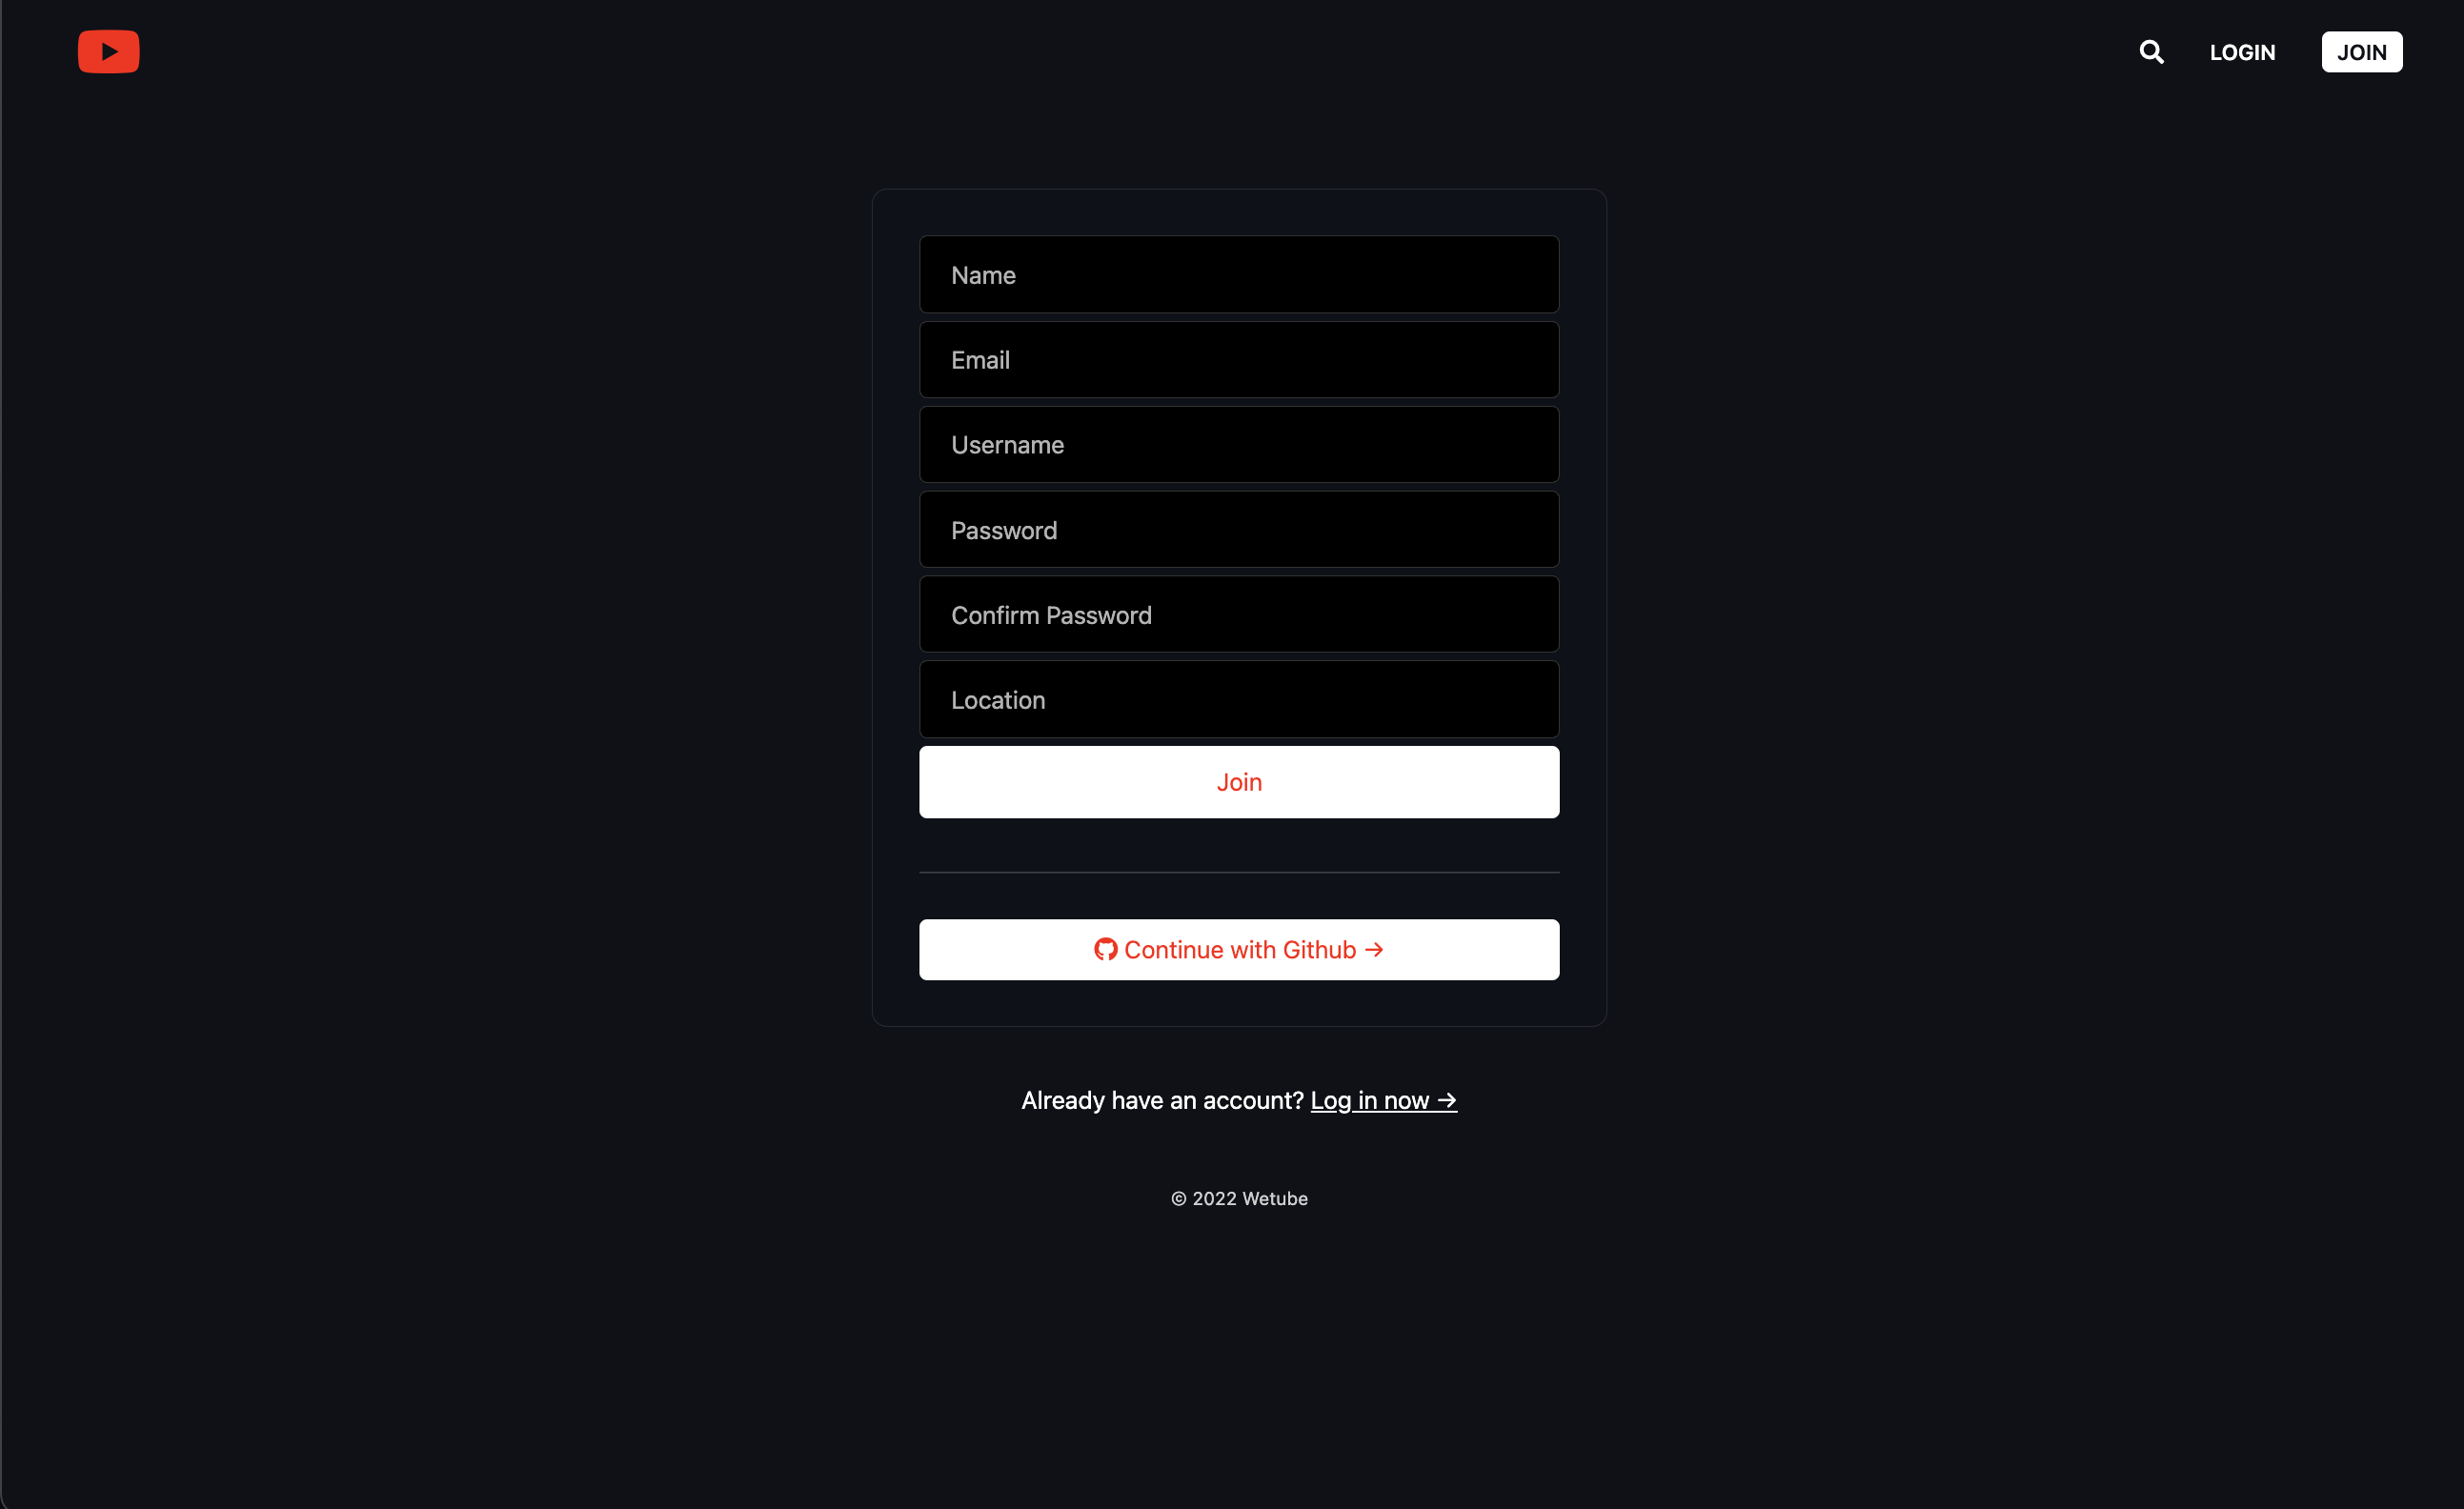 LOGIN
JOIN
Name
Email
Username
Password
Confirm Password
Location
Join
Continue with Github →
Already have an account? Log in now →
© 2022 Wetube